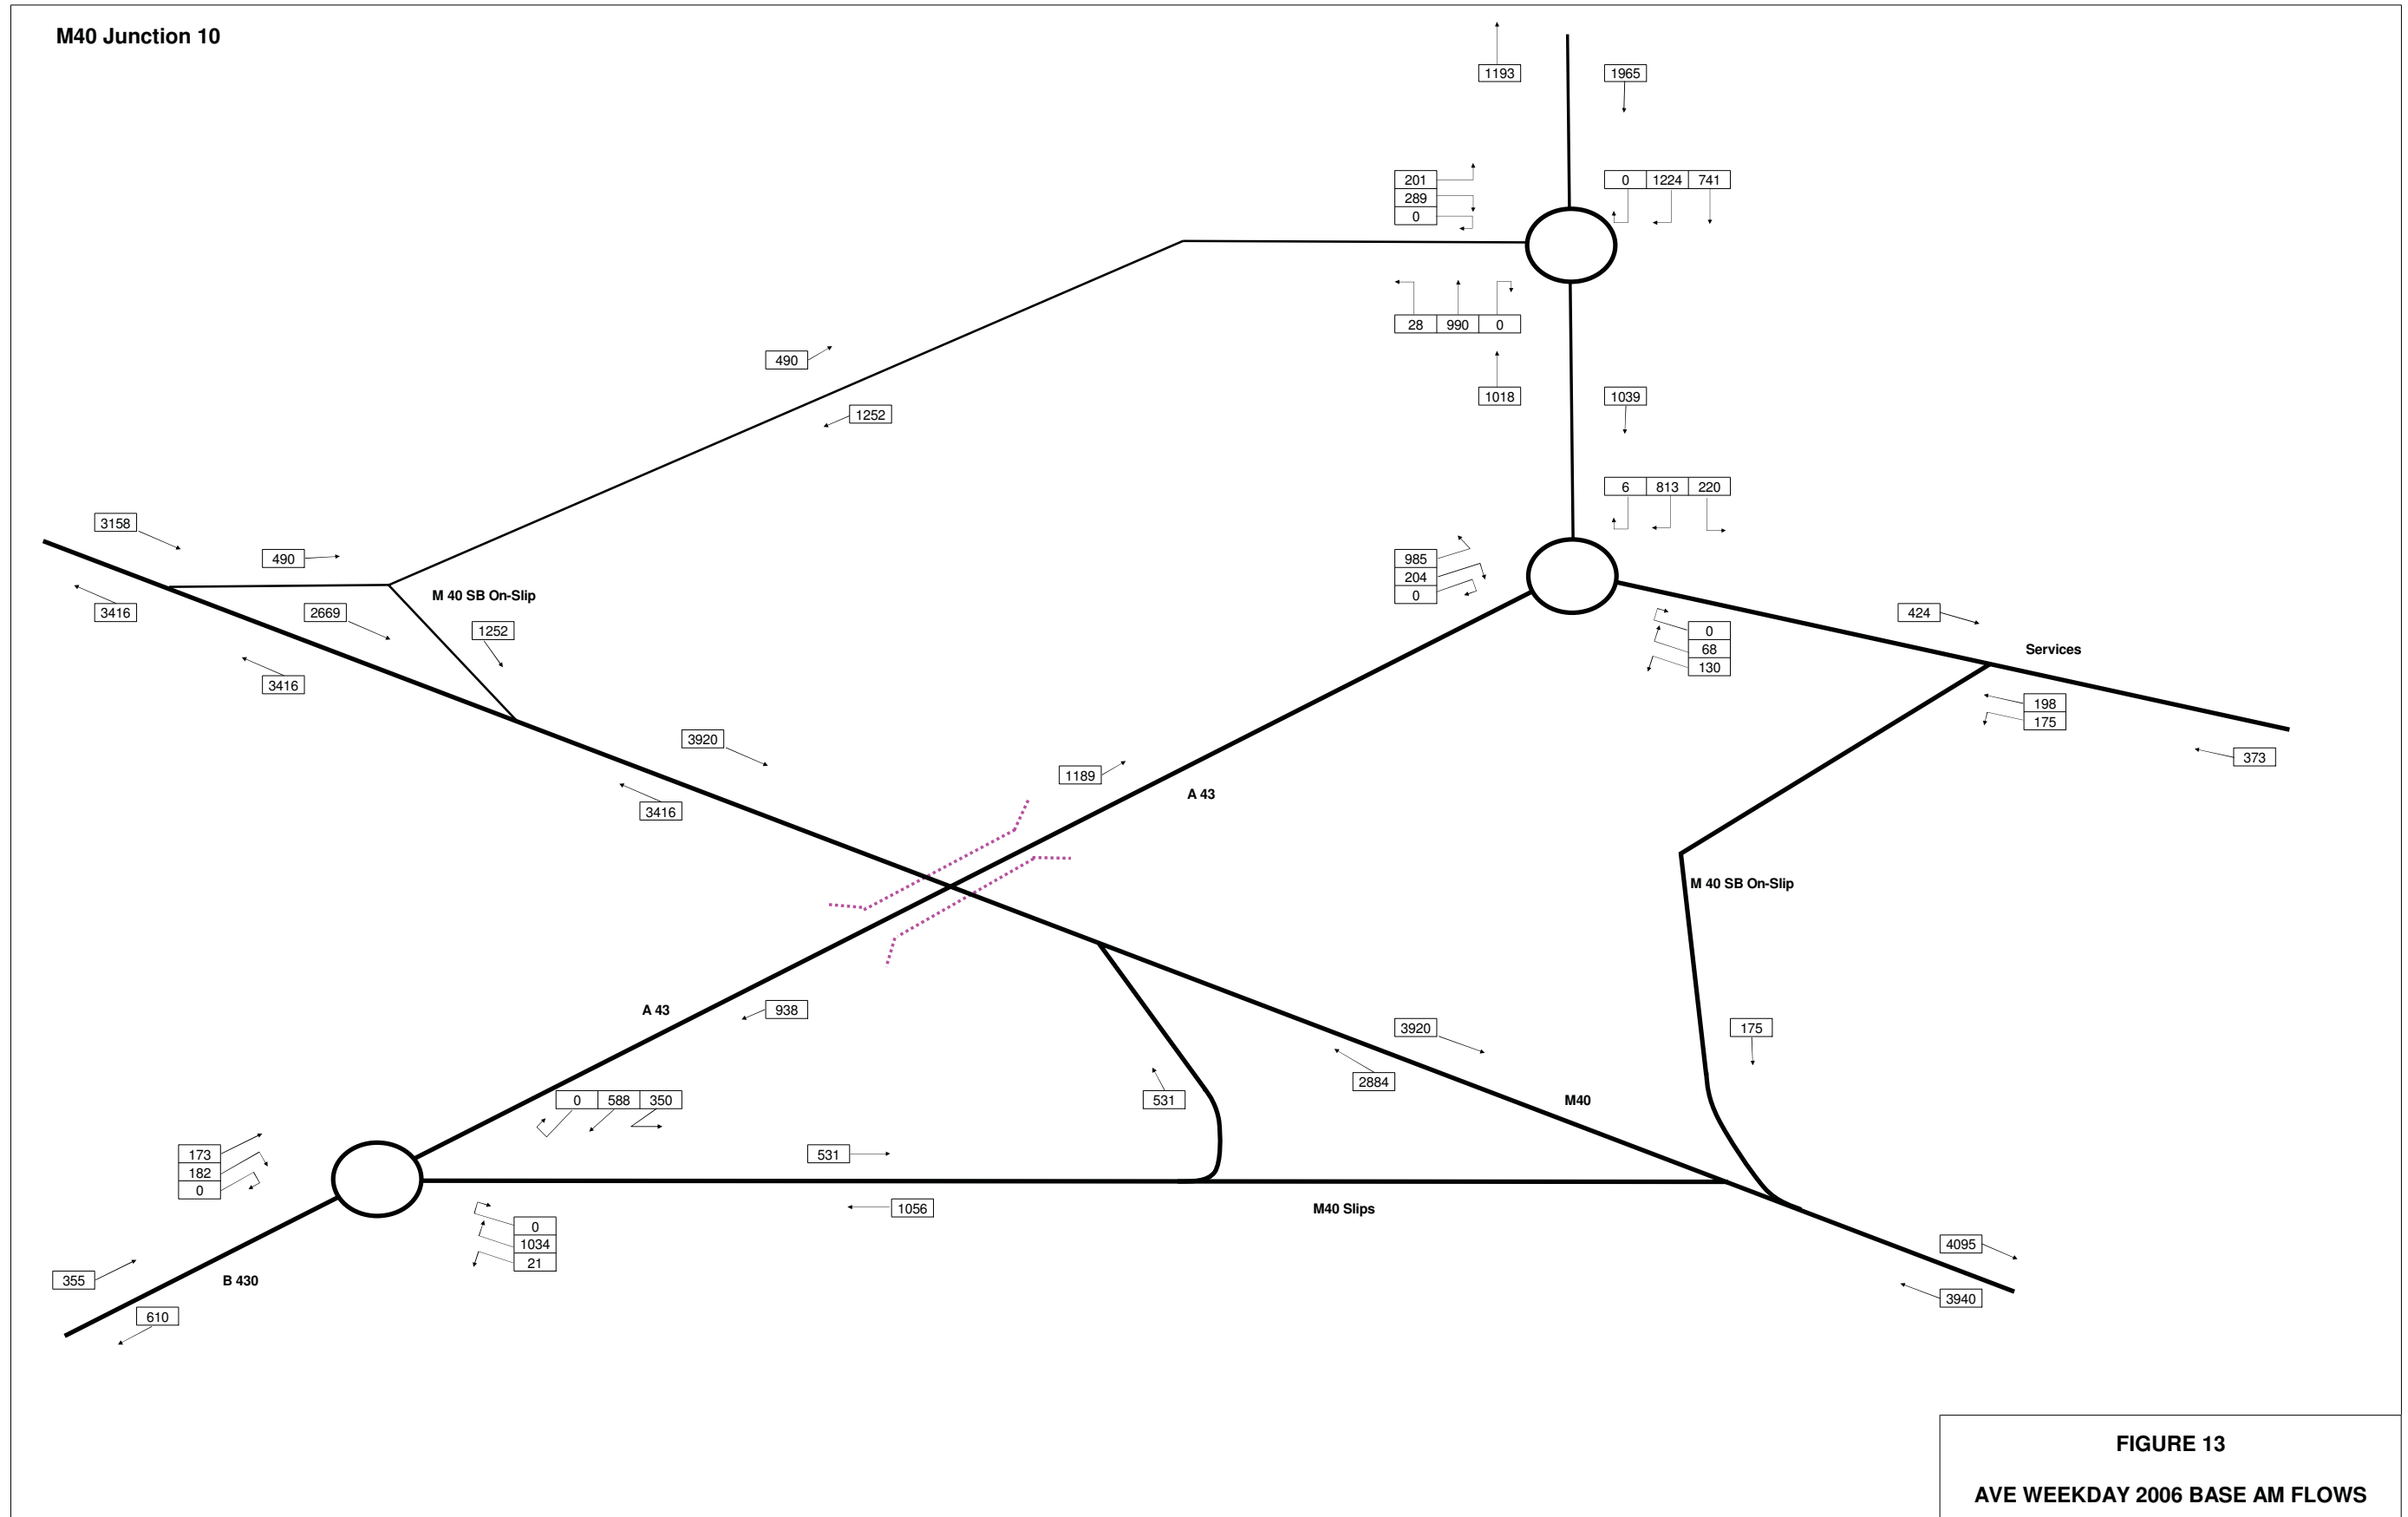 M40 Junction 10
1193 1965
201 0 1224 741
289
0
28 990 0
490
1018 1039
1252
6 813 220
3158
490 985
204
0
M 40 SB On-Slip
3416 2669 424
1252 0
68
130
Services
3416
198
175
3920
373
1189
A 43
3416
M 40 SB On-Slip
A 43 938
3920 175
2884
0 588 350 531 M40
173 531
182
0
1056 M40 Slips
0
1034
21
4095
355 B 430
3940
610
FIGURE 13
AVE WEEKDAY 2006 BASE AM FLOWS